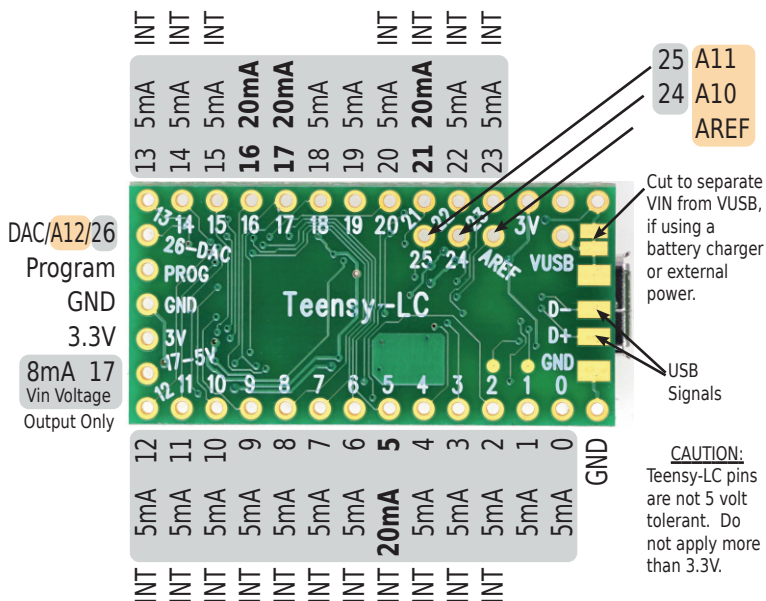 INT INT INT INT INT INT INT
5mA 5mA 5mA 20mA 20mA 5mA 5mA 5mA 20mA 5mA 5mA
13 14 15 16 17 18 19 20 21 22 23
25 A11
24 A10
AREF
Cut to separate
VIN from VUSB,
if using a
battery charger
or external
power.
DAC/A12/26
Program
GND
3.3V
8mA 17
Vin Voltage
Output Only
13 14 15 16 17 18 19 20 21 22 23 3V
26-DAC
25 24 AREF
VUSB
PROG
GND
Teensy-LC
D-
D+
3V
17-5V
GND
12 11 10 9 8 7 6 5 4 3 2 1 0
USB
Signals
12 11 10 9 8 7 6 5 4 3 2 1 0 GND
5mA 5mA 5mA 5mA 5mA 5mA 5mA 20mA 5mA 5mA 5mA 5mA 5mA
INT INT INT INT INT INT INT INT INT INT INT
CAUTION:
Teensy-LC pins
are not 5 volt
tolerant. Do
not apply more
than 3.3V.